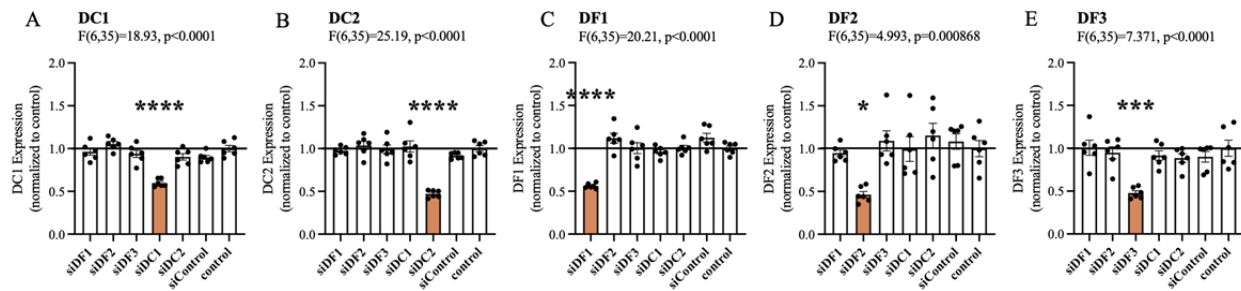 A DC1
F(6,35)=18.93, p<0.0001
DC1 Expression
(normalized to control)
2.0
1.5
1.0
0.5
0.0
****
siDF1
siDF2
siDF3
siDC1
siDC2
siControl
control
B DC2
F(6,35)=25.19, p<0.0001
DC2 Expression
(normalized to control)
2.0
1.5
1.0
0.5
0.0
****
siDF1
siDF2
siDF3
siDC1
siDC2
siControl
control
C DF1
F(6,35)=20.21, p<0.0001
DF1 Expression
(normalized to control)
2.0
1.5
1.0
0.5
0.0
****
siDF1
siDF2
siDF3
siDC1
siDC2
siControl
control
D DF2
F(6,35)=4.993, p=0.000868
DF2 Expression
(normalized to control)
2.0
1.5
1.0
0.5
0.0
*
siDF1
siDF2
siDF3
siDC1
siDC2
siControl
control
E DF3
F(6,35)=7.371, p<0.0001
DF3 Expression
(normalized to control)
2.0
1.5
1.0
0.5
0.0
***
siDF1
siDF2
siDF3
siDC1
siDC2
siControl
control